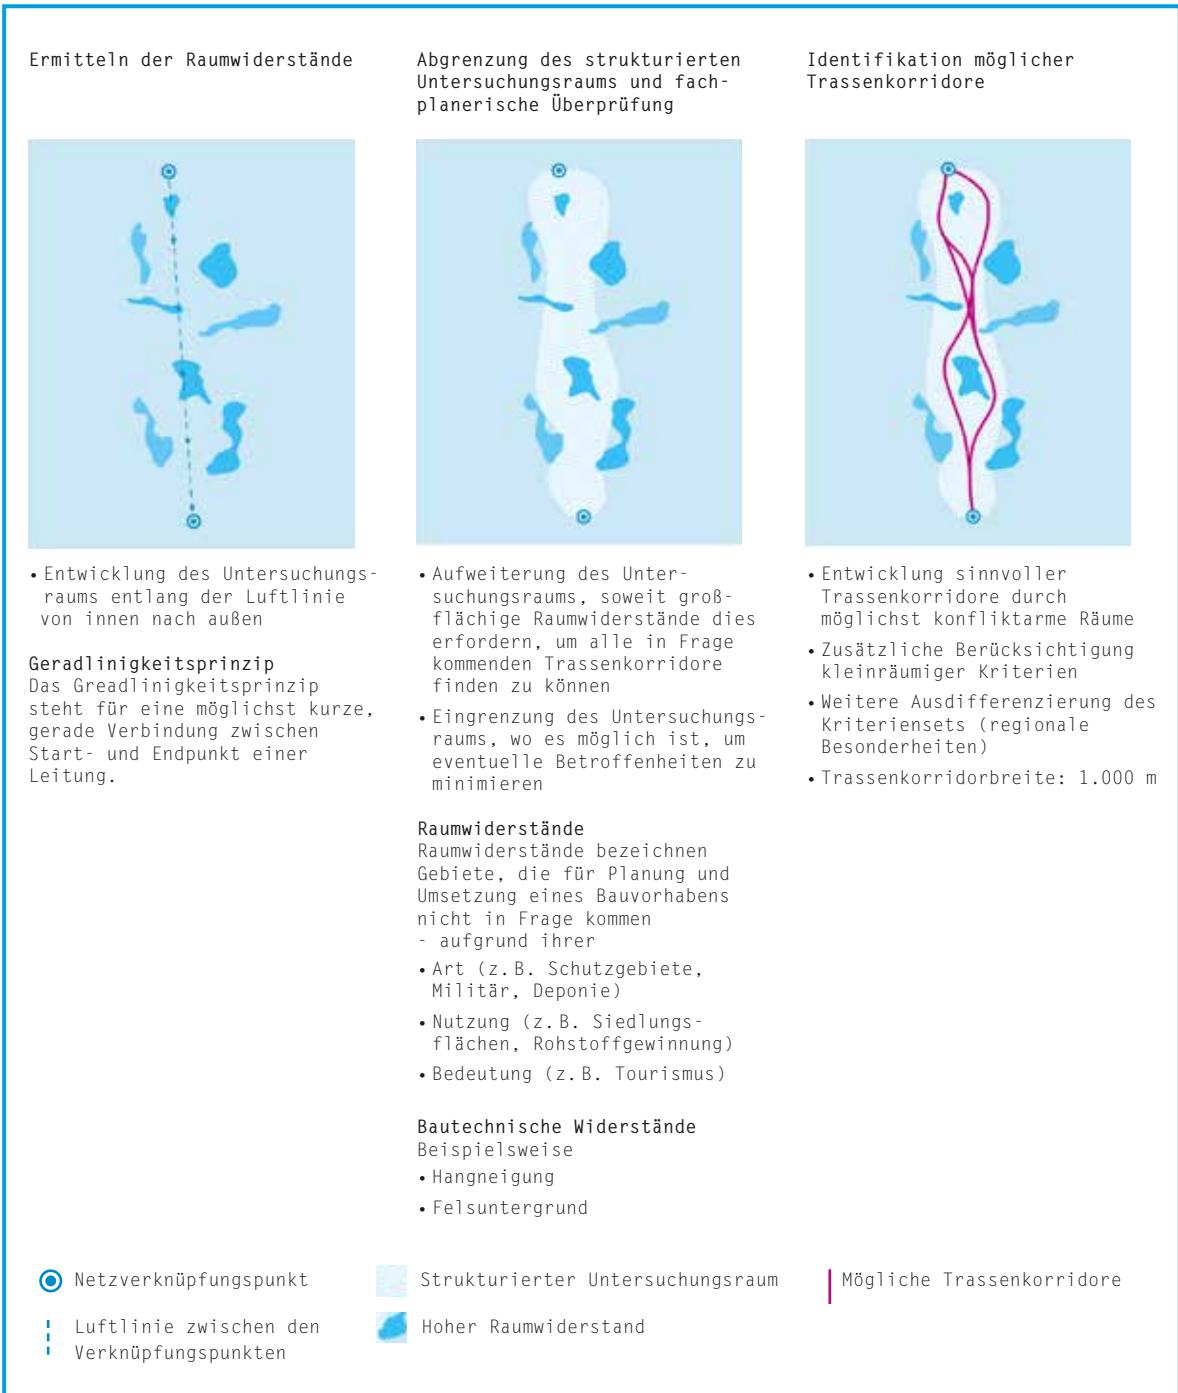 Ermitteln der Raumwiderstände
• Entwicklung des Untersuchungs-
raums entlang der Luftlinie
von innen nach außen
Geradlinigkeitsprinzip
Das Greadlinigkeitsprinzip
steht für eine möglichst kurze,
gerade Verbindung zwischen
Start- und Endpunkt einer
Leitung.
Abgrenzung des strukturierten
Untersuchungsraums und fach-
planerische Überprüfung
• Aufweiterung des Unter-
suchungsraums, soweit groß-
flächige Raumwiderstände dies
erfordern, um alle in Frage
kommenden Trassenkorridore
finden zu können
• Eingrenzung des Untersuchungs-
raums, wo es möglich ist, um
eventuelle Betroffenheiten zu
minimieren
Raumwiderstände
Raumwiderstände bezeichnen
Gebiete, die für Planung und
Umsetzung eines Bauvorhabens
nicht in Frage kommen
- aufgrund ihrer
• Art (z.B. Schutzgebiete,
Militär, Deponie)
• Nutzung (z.B. Siedlungs-
flächen, Rohstoffgewinnung)
• Bedeutung (z.B. Tourismus)
Bautechnische Widerstände
Beispielsweise
• Hangneigung
• Felsuntergrund
Identifikation möglicher
Trassenkorridore
• Entwicklung sinnvoller
Trassenkorridore durch
möglichst konfliktarme Räume
• Zusätzliche Berücksichtigung
kleinräumiger Kriterien
• Weitere Ausdifferenzierung des
Kriteriensets (regionale
Besonderheiten)
• Trassenkorridorbreite: 1.000 m
Netzverknüpfungspunkt
Luftlinie zwischen den
Verknüpfungspunkten
Strukturierter Untersuchungsraum
Hoher Raumwiderstand
Mögliche Trassenkorridore